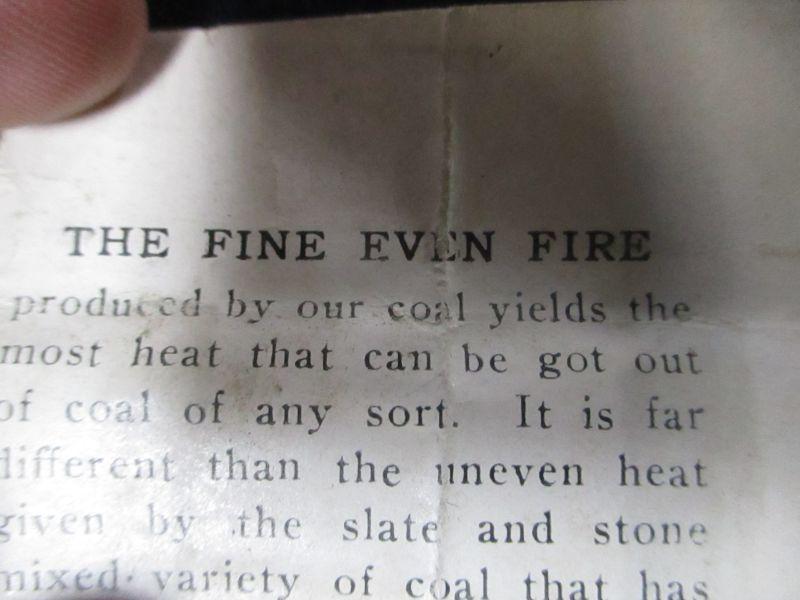 THE FINE EVEN FIRE
produced by our coal yields the
most heat that can be got out
of coal of any sort. It is far
different than the uneven heat
given by the slate and stone
mixed variety of coal that has